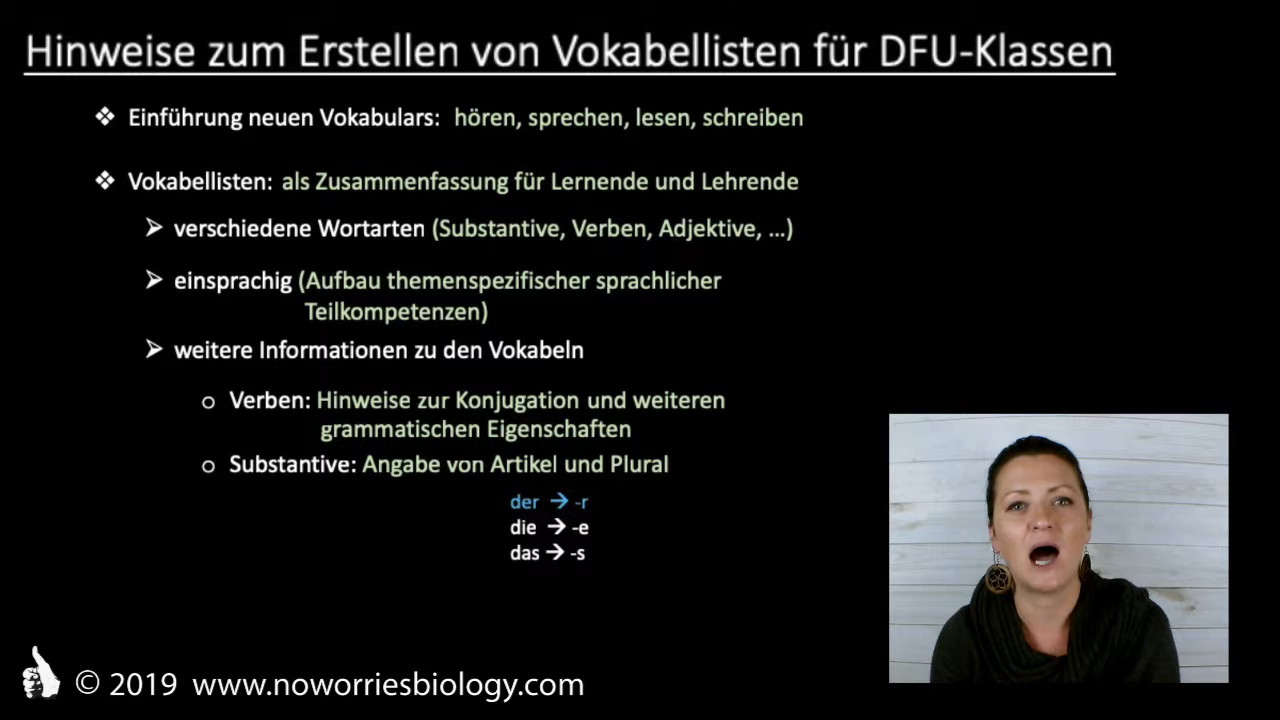 Hinweise zum Erstellen von Vokabellisten für DFU-Klassen
❖ Einführung neuen Vokabulars: hören, sprechen, lesen, schreiben
❖ Vokabellisten: als Zusammenfassung für Lernende und Lehrende
➢ verschiedene Wortarten (Substantive, Verben, Adjektive, ...)
➢ einsprachig (Aufbau themenspezifischer sprachlicher
Teilkompetenzen)
➢ weitere Informationen zu den Vokabeln
o Verben: Hinweise zur Konjugation und weiteren
grammatischen Eigenschaften
o Substantive: Angabe von Artikel und Plural
der → -r
die → -e
das → -s
© 2019 www.noworriesbiology.com